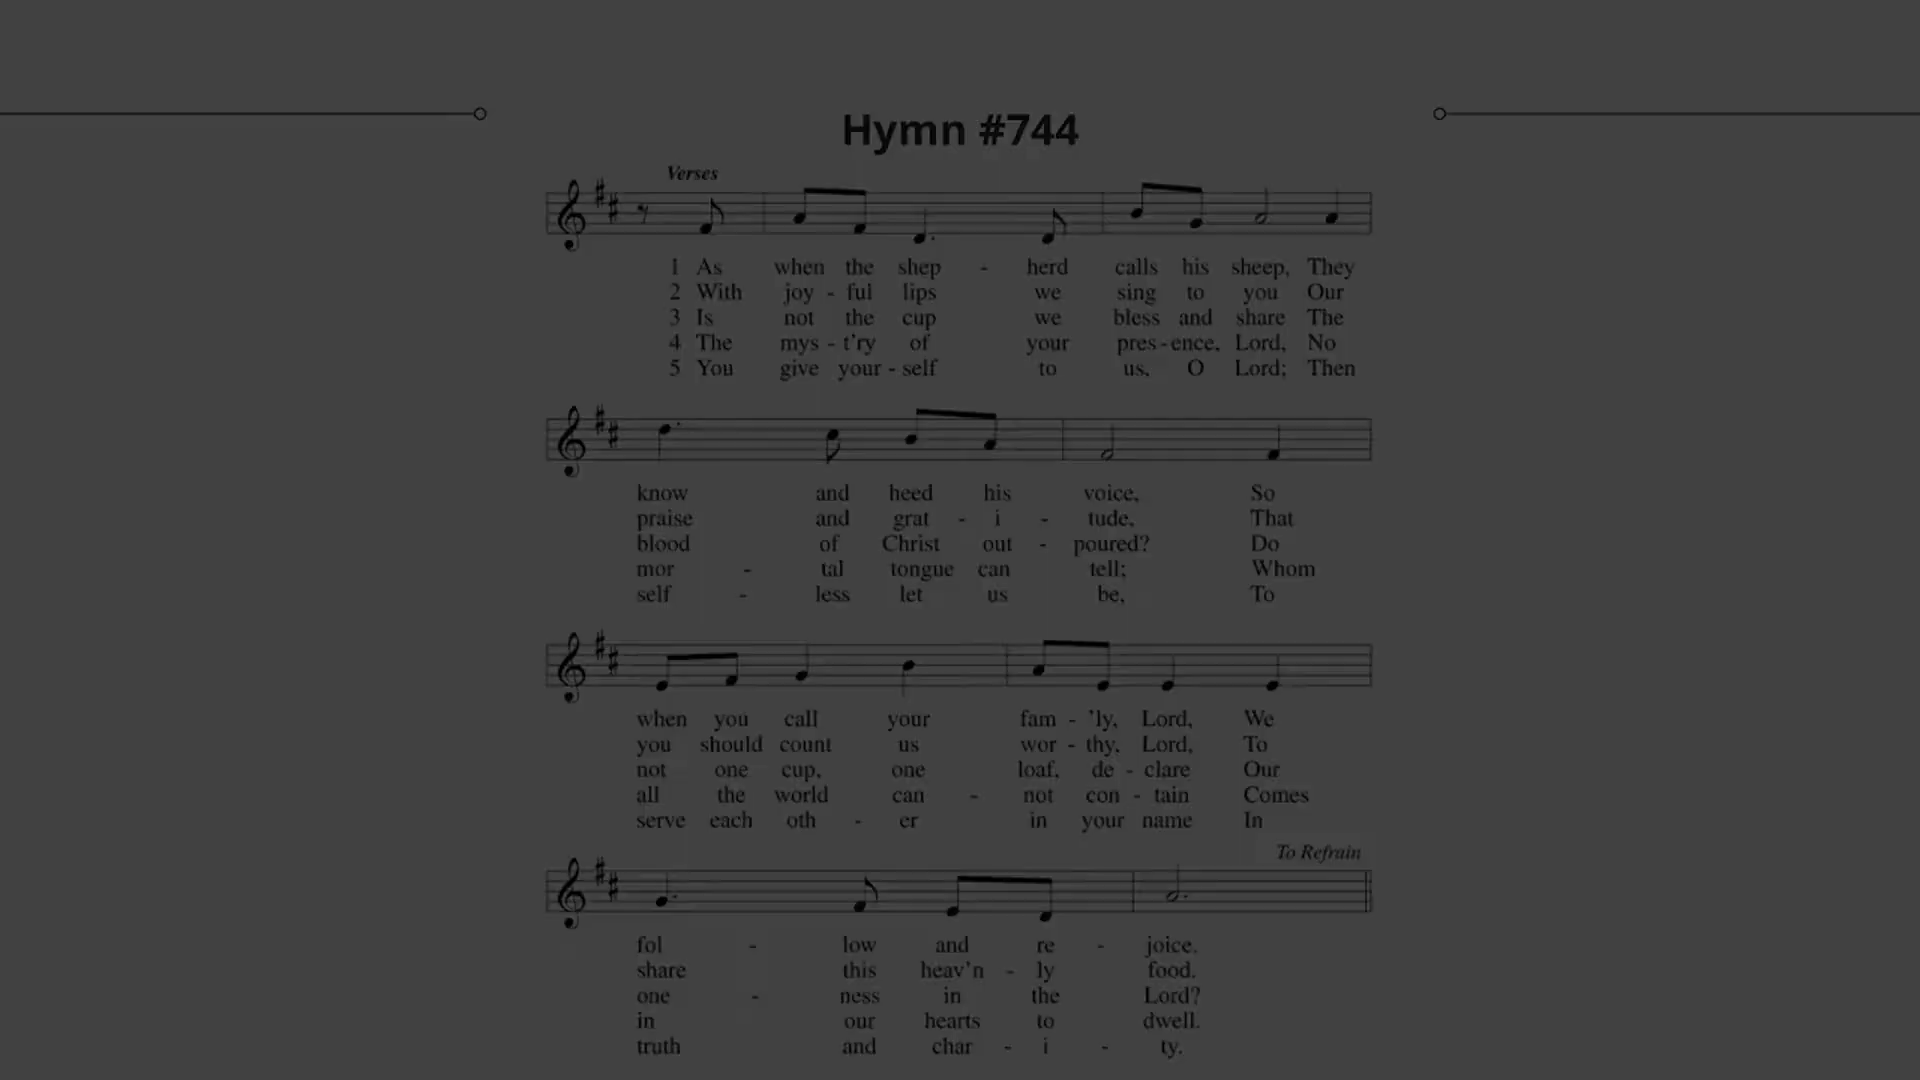 Hymn #744
Verses
1 As when the shep - herd calls his sheep, They
2 With joy - ful lips we sing to you Our
3 Is not the cup we bless and share The
4 The mys - t'ry of your pres - ence, Lord, No
5 You give your - self to us, O Lord; Then
know and heed his voice, So
praise and grat - i - tude, That
blood of Christ out - poured? Do
mor - tal tongue can tell; Whom
self - less let us be, To
when you call your fam - 'ly, Lord, We
you should count us wor - thy, Lord, To
not one cup, one loaf, de - clare Our
all the world can - not con - tain Comes
serve each oth - er in your name In
To Refrain
fol - low and re - joice.
share this heav'n - ly food.
one - ness in the Lord?
in our hearts to dwell.
truth and char - i - ty.